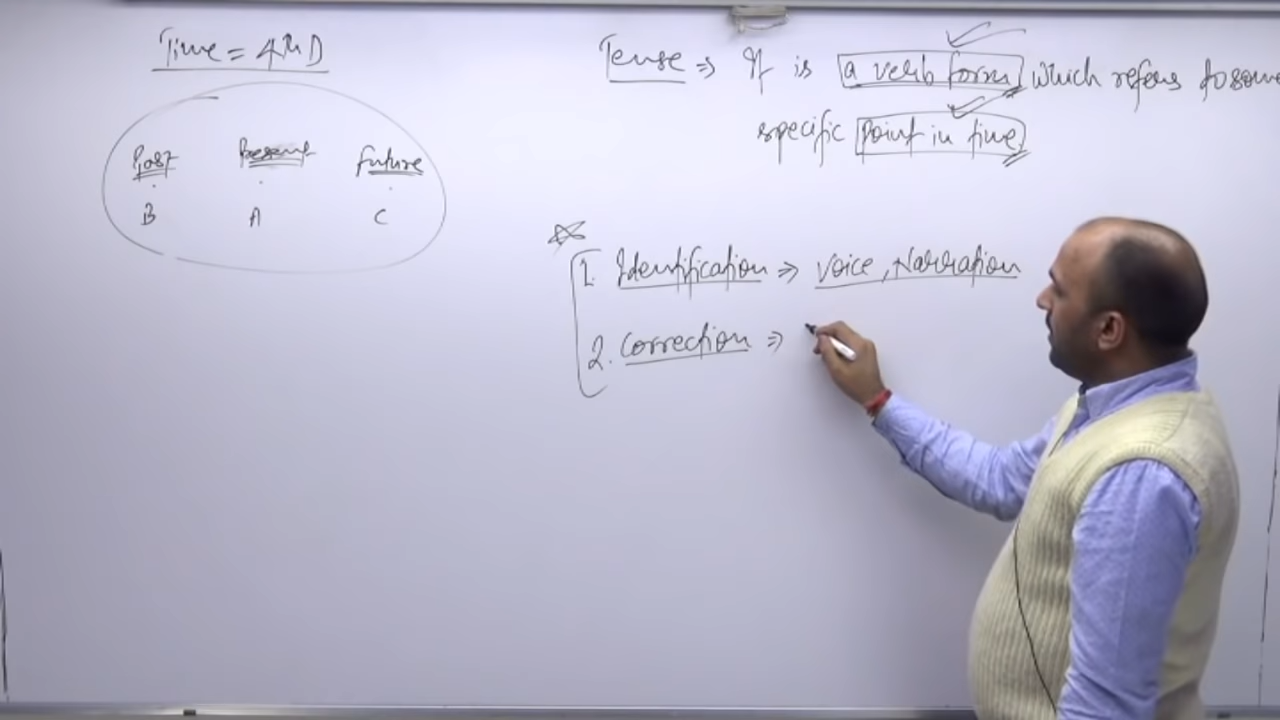 Time = 4th D
Past Present Future
B A C
Tense ⇒ It is a verb form which refers to some
specific point in time
1. Identification ⇒ Voice, Narration
2. Correction ⇒